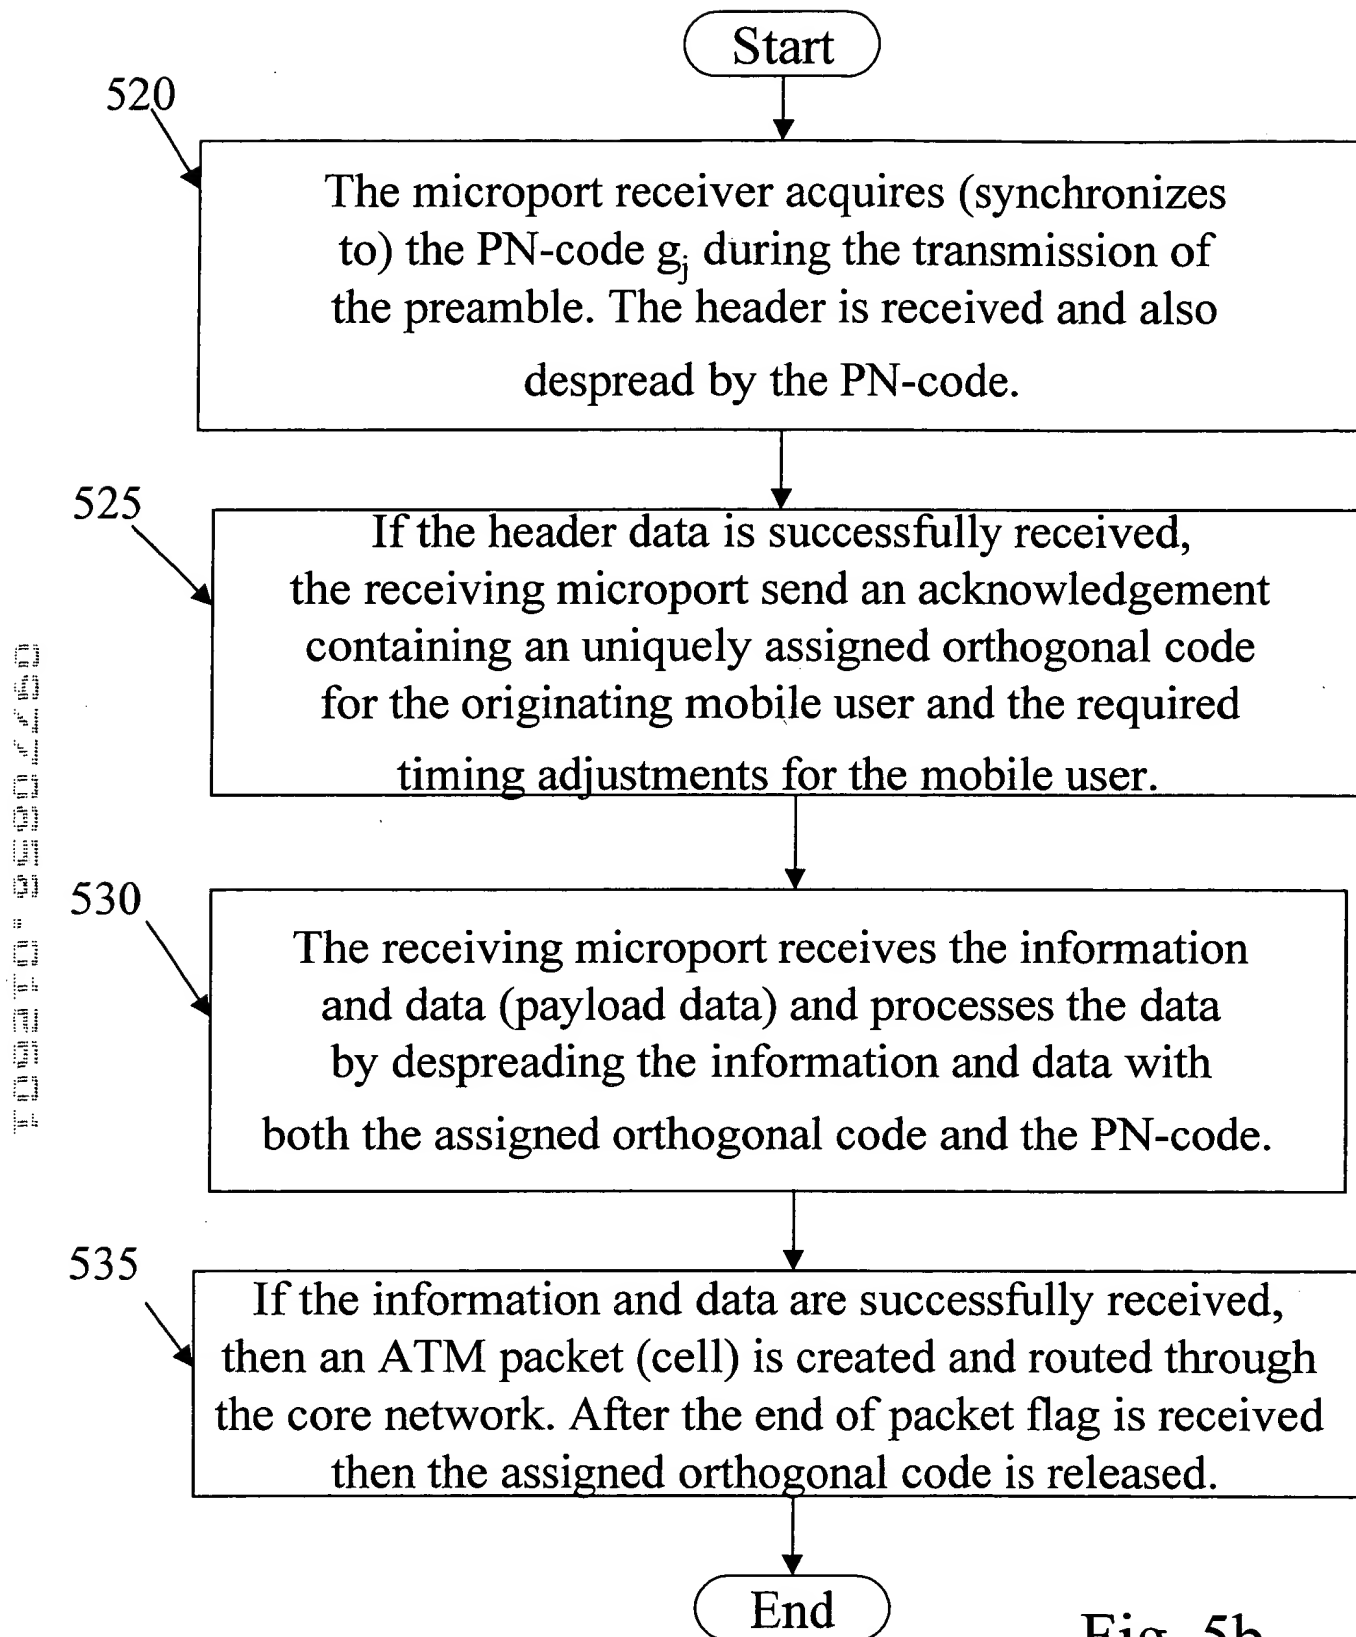 Start
520
The microport receiver acquires (synchronizes
to) the PN-code gj during the transmission of
the preamble. The header is received and also
despread by the PN-code.
525
If the header data is successfully received,
the receiving microport send an acknowledgement
containing an uniquely assigned orthogonal code
for the originating mobile user and the required
timing adjustments for the mobile user.
530
The receiving microport receives the information
and data (payload data) and processes the data
by despreading the information and data with
both the assigned orthogonal code and the PN-code.
535
If the information and data are successfully received,
then an ATM packet (cell) is created and routed through
the core network. After the end of packet flag is received
then the assigned orthogonal code is released.
End
Fig. 5b